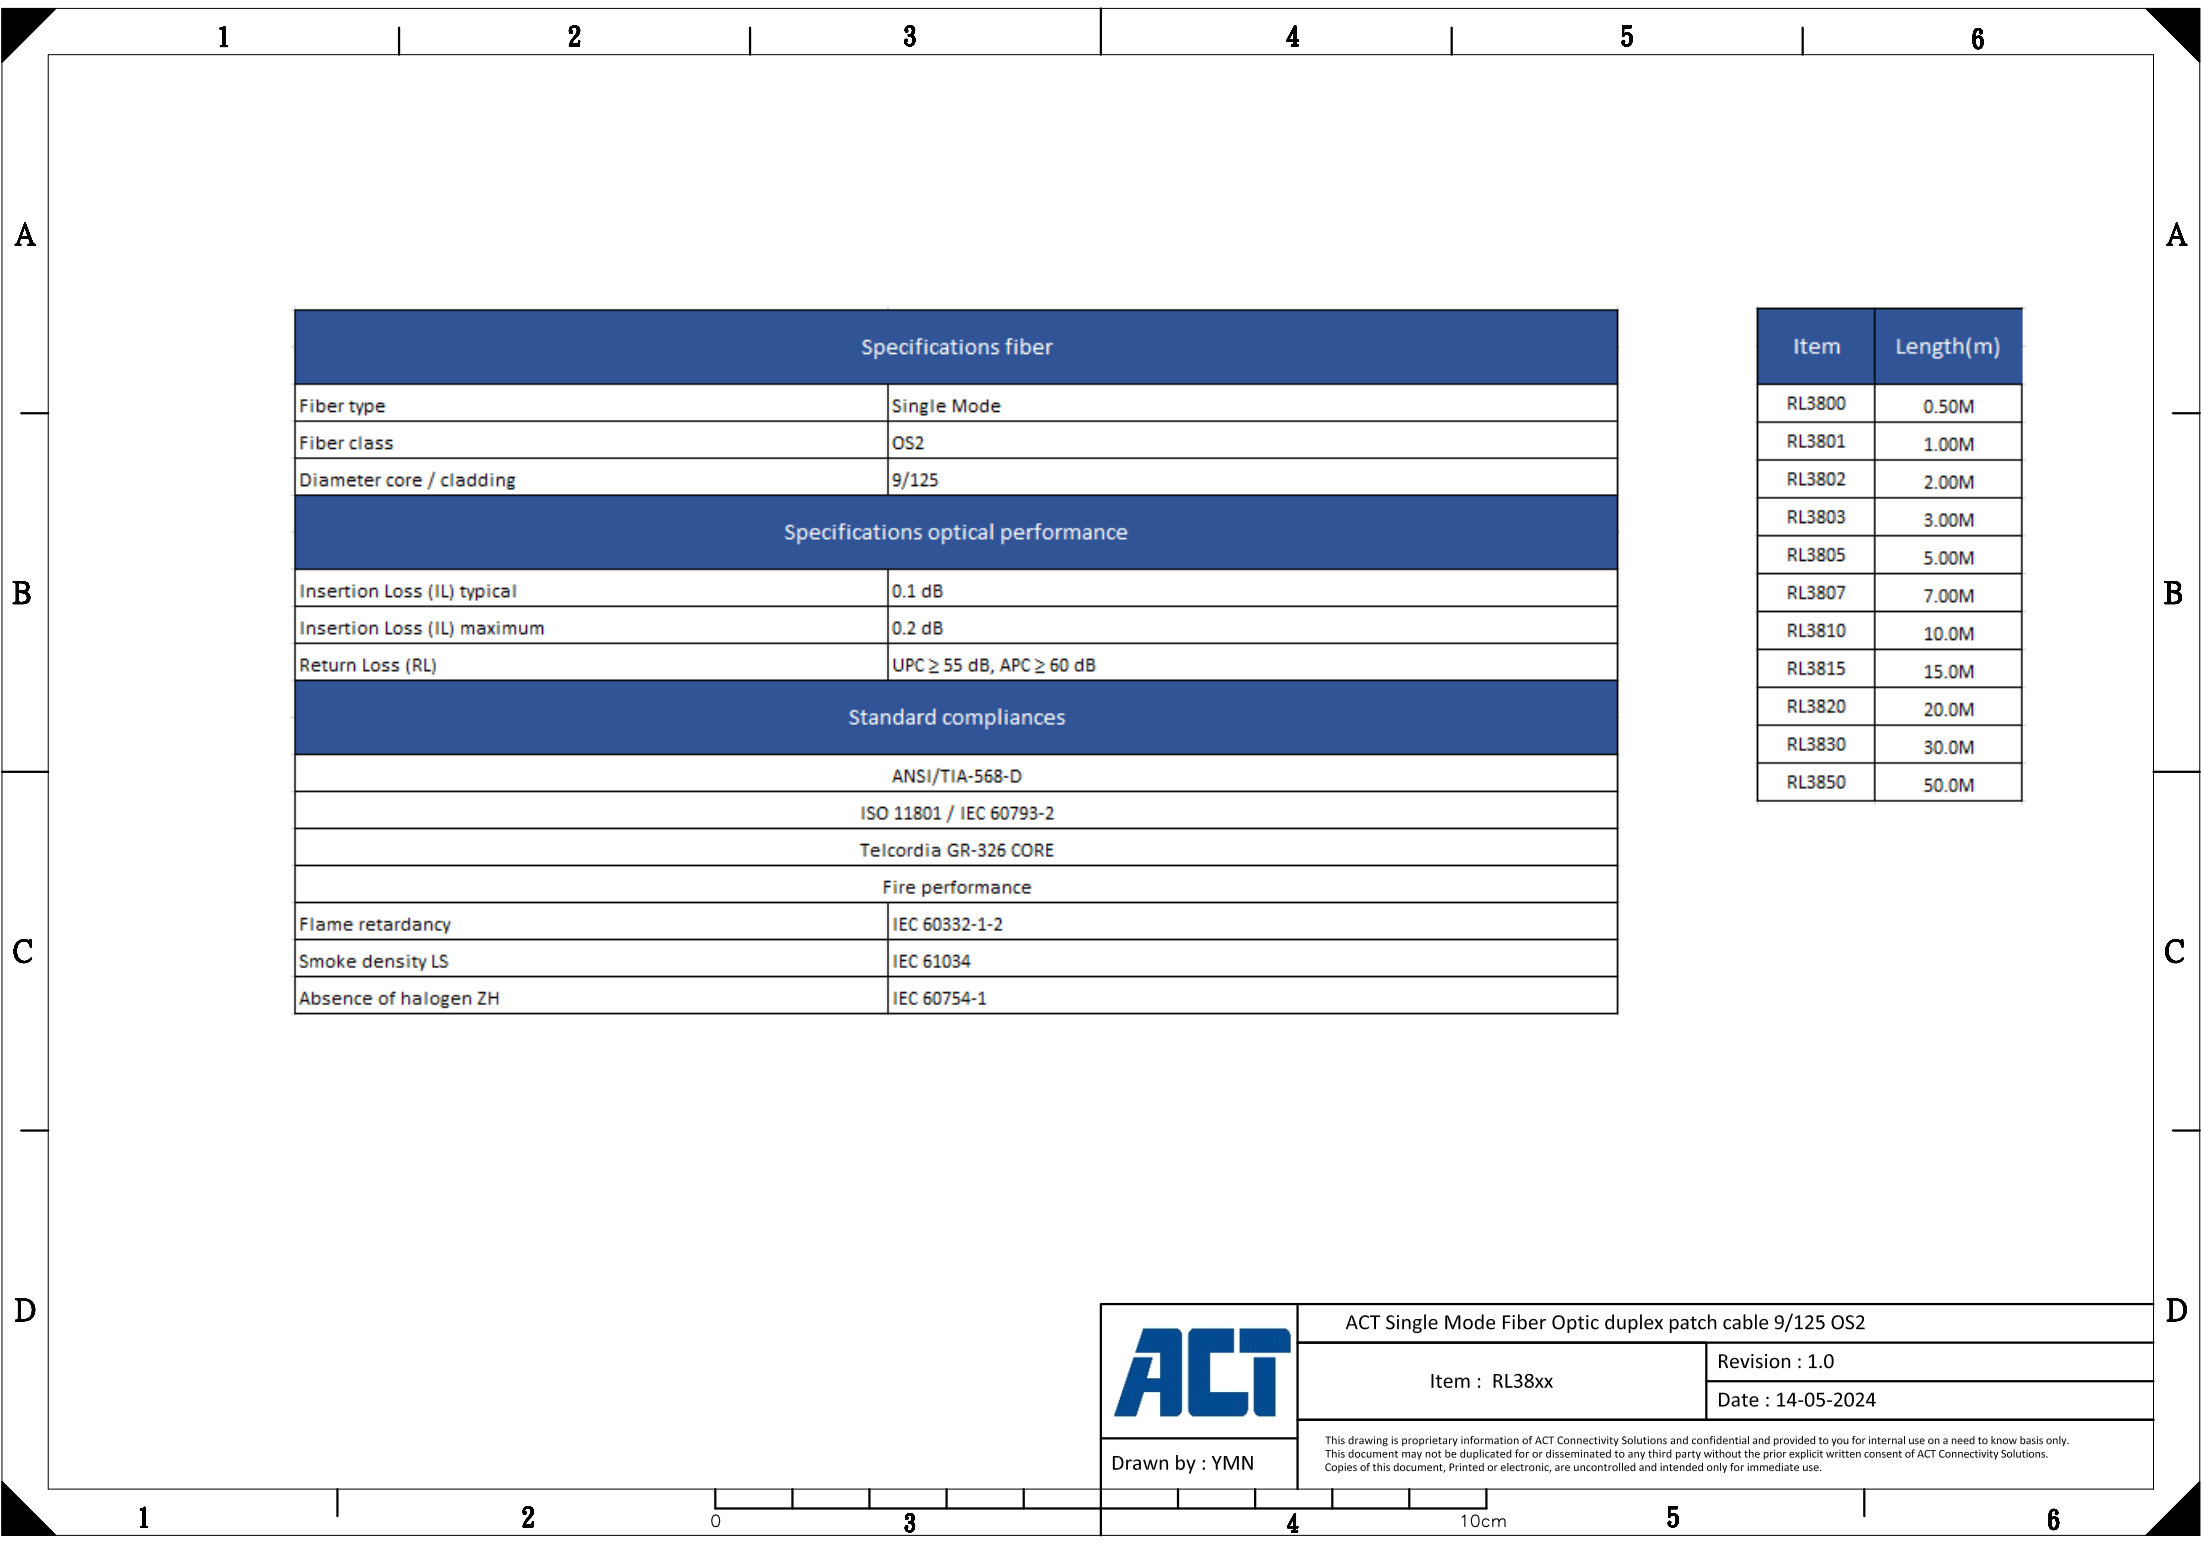 1 2 3 4 5 6
A A
B B
C C
D D
Specifications fiber
Fiber type Single Mode
Fiber class OS2
Diameter core / cladding 9/125
Specifications optical performance
Insertion Loss (IL) typical 0.1 dB
Insertion Loss (IL) maximum 0.2 dB
Return Loss (RL) UPC ≥ 55 dB, APC ≥ 60 dB
Standard compliances
ANSI/TIA-568-D
ISO 11801 / IEC 60793-2
Telcordia GR-326 CORE
Fire performance
Flame retardancy IEC 60332-1-2
Smoke density LS IEC 61034
Absence of halogen ZH IEC 60754-1
Item Length(m)
RL3800 0.50M
RL3801 1.00M
RL3802 2.00M
RL3803 3.00M
RL3805 5.00M
RL3807 7.00M
RL3810 10.0M
RL3815 15.0M
RL3820 20.0M
RL3830 30.0M
RL3850 50.0M
ACT
Drawn by : YMN
ACT Single Mode Fiber Optic duplex patch cable 9/125 OS2
Item : RL38xx
Revision : 1.0
Date : 14-05-2024
This drawing is proprietary information of ACT Connectivity Solutions and confidential and provided to you for internal use on a need to know basis only.
This document may not be duplicated for or disseminated to any third party without the prior explicit written consent of ACT Connectivity Solutions.
Copies of this document, Printed or electronic, are uncontrolled and intended only for immediate use.
0 10cm
1 2 3 4 5 6